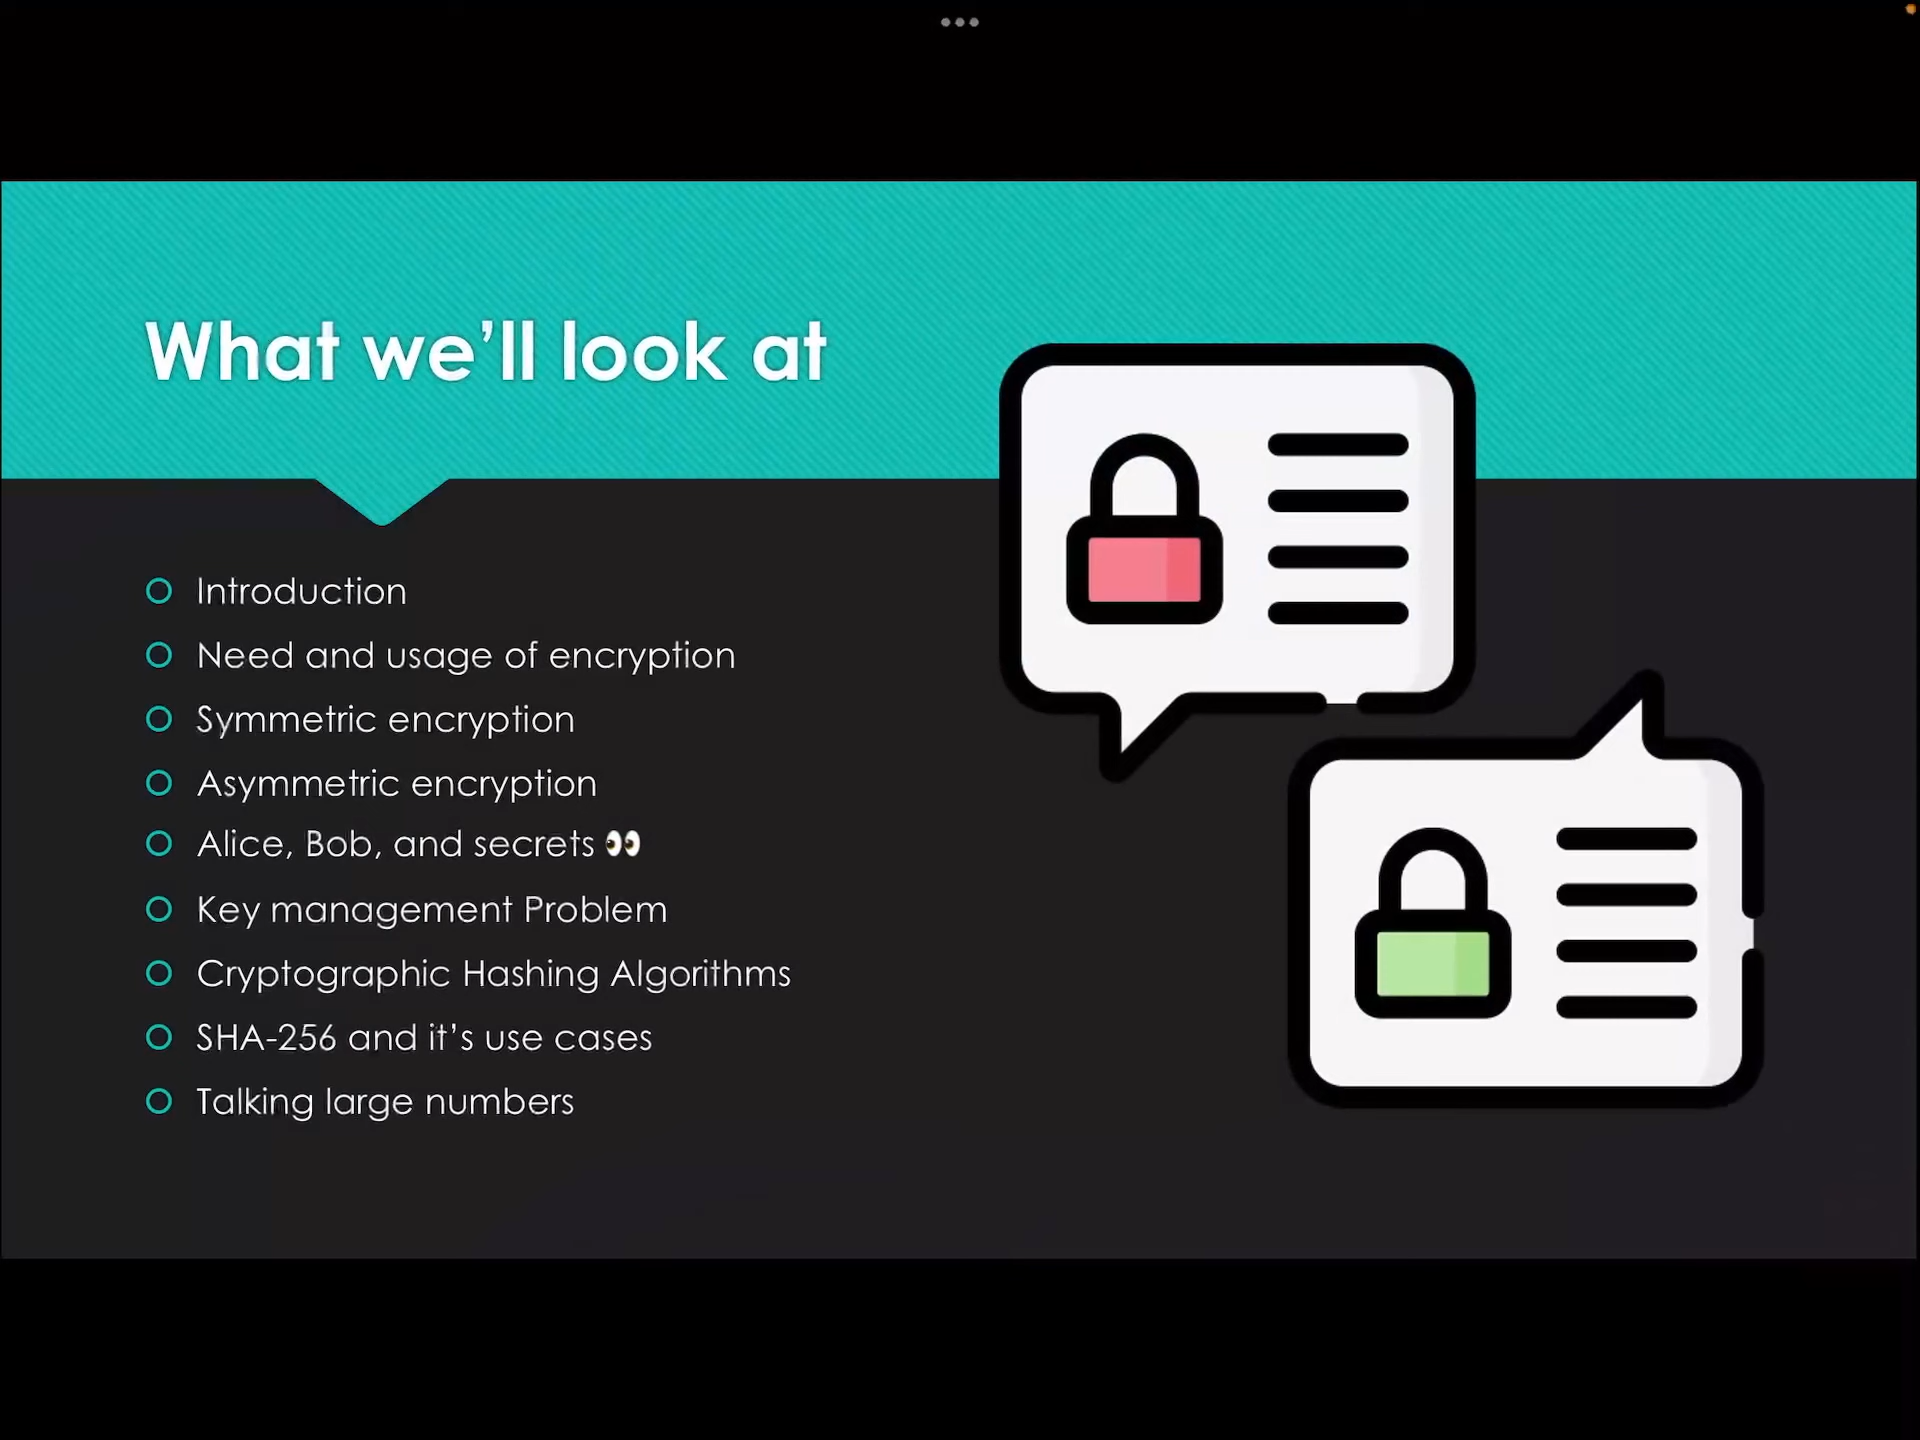 What we’ll look at
Introduction
Need and usage of encryption
Symmetric encryption
Asymmetric encryption
Alice, Bob, and secrets 👀
Key management Problem
Cryptographic Hashing Algorithms
SHA-256 and it’s use cases
Talking large numbers